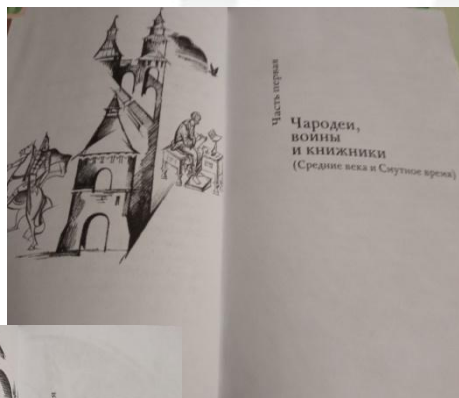 Часть первая
Чародеи,
воины
и книжники
(Средние века и Смутное время)